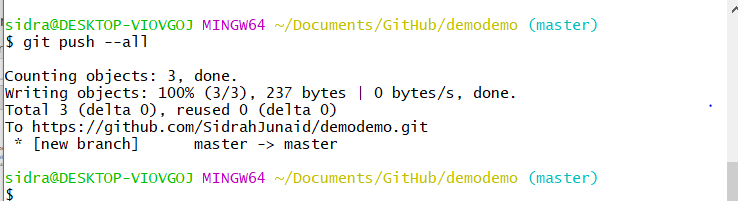 sidra@DESKTOP-VIOVGOJ MINGW64 ~/Documents/GitHub/demodemo (master)
$ git push --all
Counting objects: 3, done.
Writing objects: 100% (3/3), 237 bytes | 0 bytes/s, done.
Total 3 (delta 0), reused 0 (delta 0)
To https://github.com/SidrahJunaid/demodemo.git
 * [new branch]      master -> master
sidra@DESKTOP-VIOVGOJ MINGW64 ~/Documents/GitHub/demodemo (master)
$